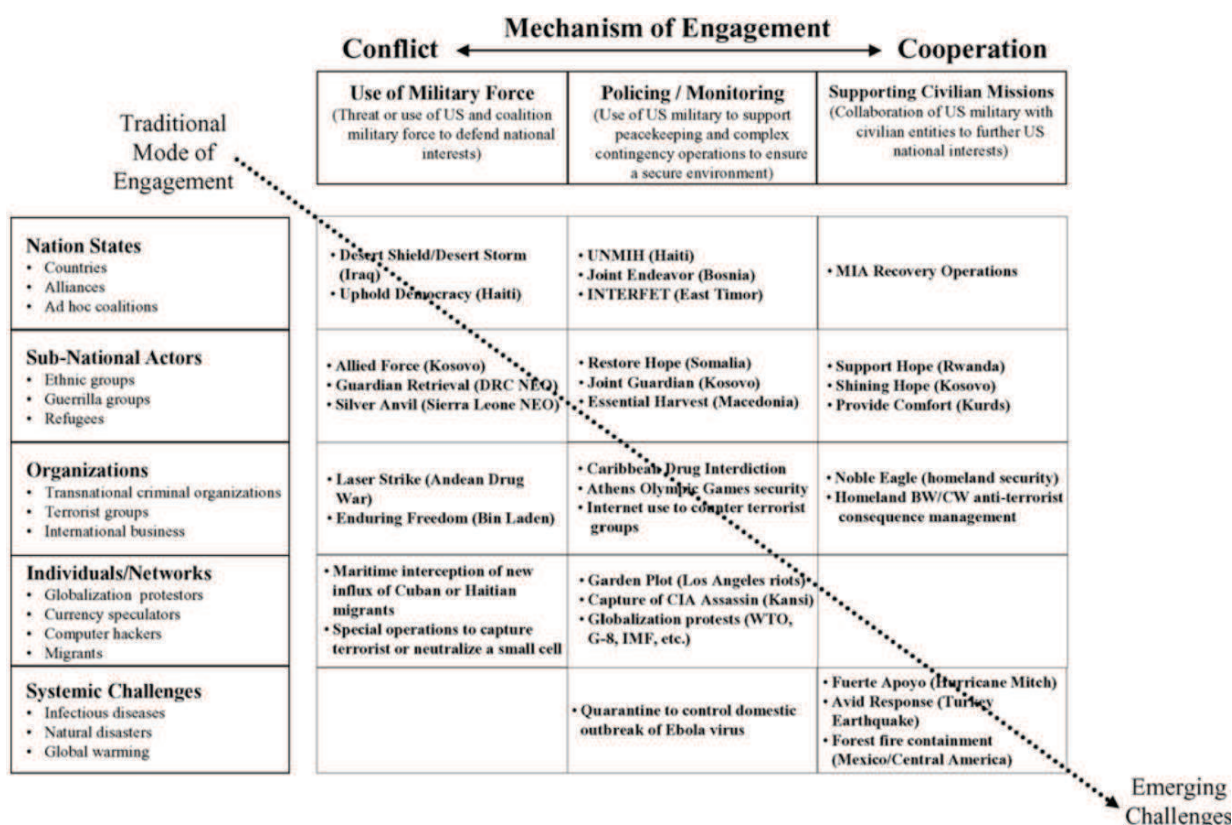 Mechanism of Engagement
Conflict
Cooperation
Traditional
Mode of
Engagement
Use of Military Force
(Threat or use of US and coalition
military force to defend national
interests)
Policing / Monitoring
(Use of US military to support
peacekeeping and complex
contingency operations to ensure
a secure environment)
Supporting Civilian Missions
(Collaboration of US military with
civilian entities to further US
national interests)
Nation States
• Countries
• Alliances
• Ad hoc coalitions
• Desert Shield/Desert Storm
(Iraq)
• Uphold Democracy (Haiti)
• UNMIH (Haiti)
• Joint Endeavor (Bosnia)
• INTERFET (East Timor)
• MIA Recovery Operations
Sub-National Actors
• Ethnic groups
• Guerrilla groups
• Refugees
• Allied Force (Kosovo)
• Guardian Retrieval (DRC NEO)
• Silver Anvil (Sierra Leone NEO)
• Restore Hope (Somalia)
• Joint Guardian (Kosovo)
• Essential Harvest (Macedonia)
• Support Hope (Rwanda)
• Shining Hope (Kosovo)
• Provide Comfort (Kurds)
Organizations
• Transnational criminal organizations
• Terrorist groups
• International business
• Laser Strike (Andean Drug
War)
• Enduring Freedom (Bin Laden)
• Caribbean Drug Interdiction
• Athens Olympic Games security
• Internet use to counter terrorist
groups
• Noble Eagle (homeland security)
• Homeland BW/CW anti-terrorist
consequence management
Individuals/Networks
• Globalization protestors
• Currency speculators
• Computer hackers
• Migrants
• Maritime interception of new
influx of Cuban or Haitian
migrants
• Special operations to capture
terrorist or neutralize a small cell
• Garden Plot (Los Angeles riots)
• Capture of CIA Assassin (Kansi)
• Globalization protests (WTO,
G-8, IMF, etc.)
Systemic Challenges
• Infectious diseases
• Natural disasters
• Global warming
• Quarantine to control domestic
outbreak of Ebola virus
• Fuerte Apoyo (Hurricane Mitch)
• Avid Response (Turkey
Earthquake)
• Forest fire containment
(Mexico/Central America)
Emerging
Challenges